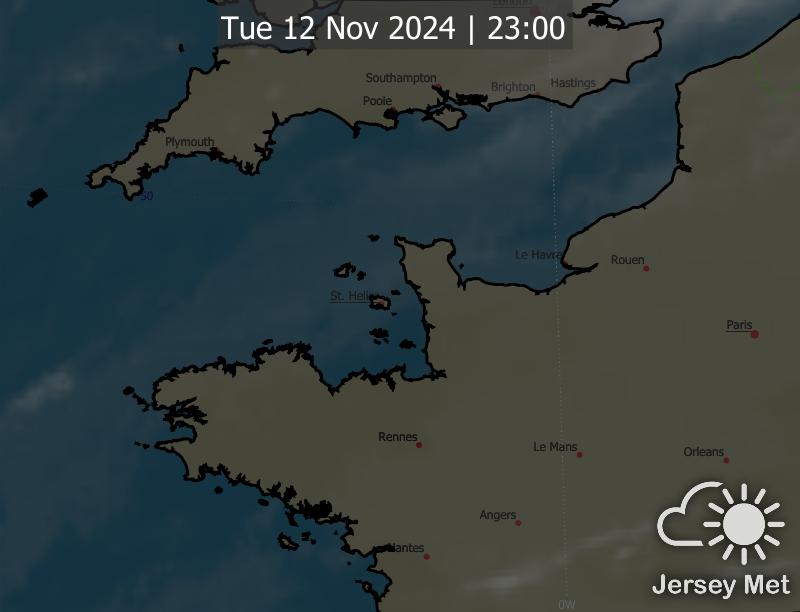 London
Tue 12 Nov 2024 | 23:00
Southampton
Brighton
Hastings
Poole
Plymouth
50
Le Havre
Rouen
St. Helier
Paris
Rennes
Le Mans
Orleans
Angers
Nantes
Jersey Met
0W